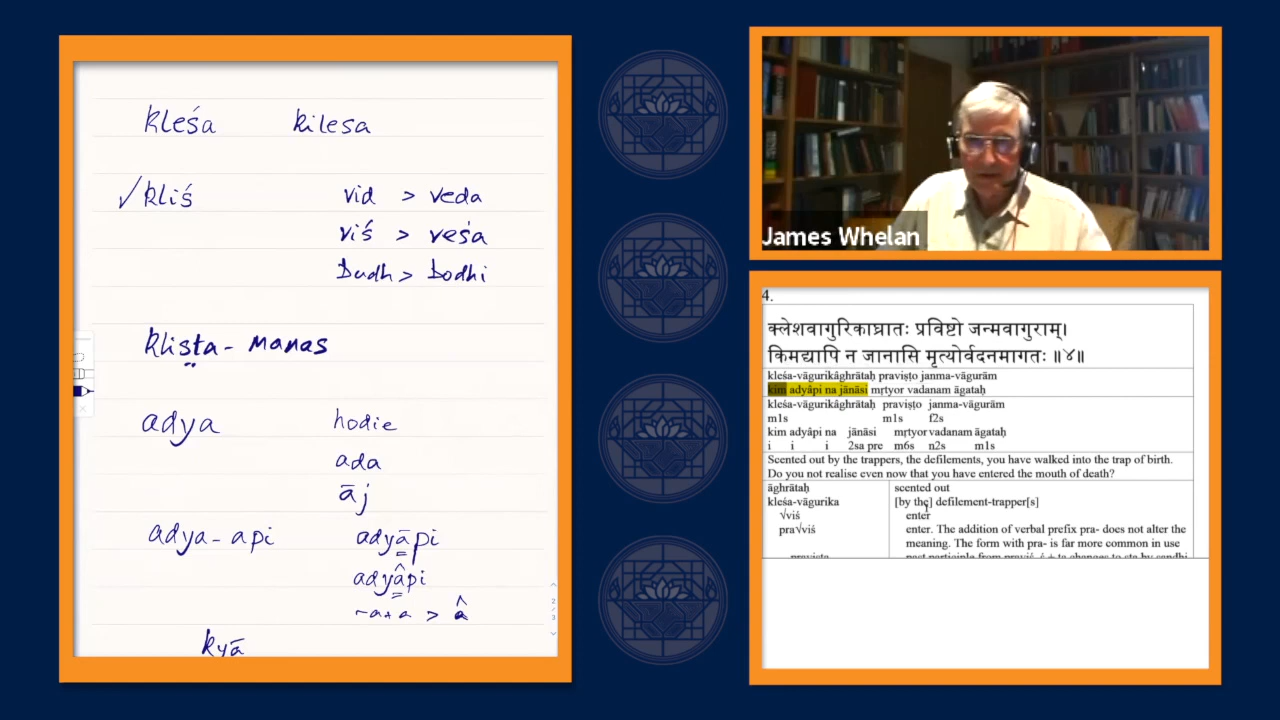 kleśa kilesa
√kliś vid > veda
viś > veśa
budh > bodhi
kliṣṭa - manas
adya hodie
ada
āj
adya - api adyāpi
adyâpi
-a+a > â
kyā
James Whelan
4.
क्लेशवागुरिकाघ्रातः प्रविष्टो जन्मवागुराम्।
किमद्यापि न जानासि मृत्योर्वदनमागतः ॥४॥
kleśa-vāgurikâghrātaḥ praviṣṭo janma-vāgurām
kim adyâpi na jānāsi mṛtyor vadanam āgataḥ
kleśa-vāgurikâghrātaḥ praviṣṭo janma-vāgurām
m1s m1s f2s
kim adyâpi na jānāsi mṛtyor vadanam āgataḥ
i i i 2sa pre m6s n2s m1s
Scented out by the trappers, the defilements, you have walked into the trap of birth.
Do you not realise even now that you have entered the mouth of death?
āghrātaḥ scented out
kleśa-vāgurika [by the] defilement-trapper[s]
√viś enter
pra√viś enter. The addition of verbal prefix pra- does not alter the
meaning. The form with pra- is far more common in use